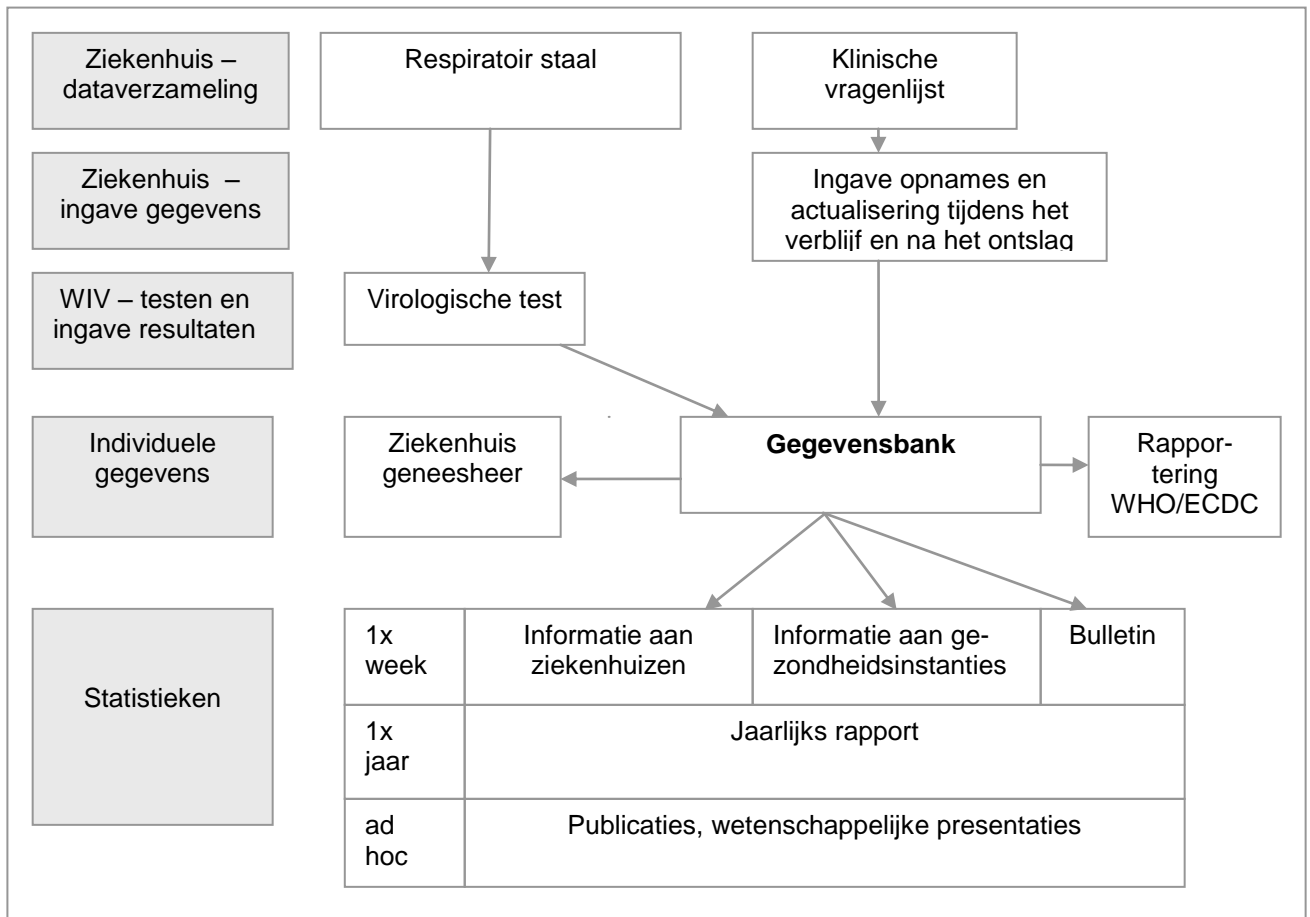 Ziekenhuis –
dataverzameling
Respiratoir staal
Klinische
vragenlijst
Ziekenhuis –
ingave gegevens
Ingave opnames en
actualisering tijdens het
verblijf en na het ontslag
WIV – testen en
ingave resultaten
Virologische test
Individuele
gegevens
Ziekenhuis
geneesheer
Gegevensbank
Rappor-
tering
WHO/ECDC
Statistieken
1x
week
Informatie aan
ziekenhuizen
Informatie aan ge-
zondheidsinstanties
Bulletin
1x
jaar
Jaarlijks rapport
ad
hoc
Publicaties, wetenschappelijke presentaties